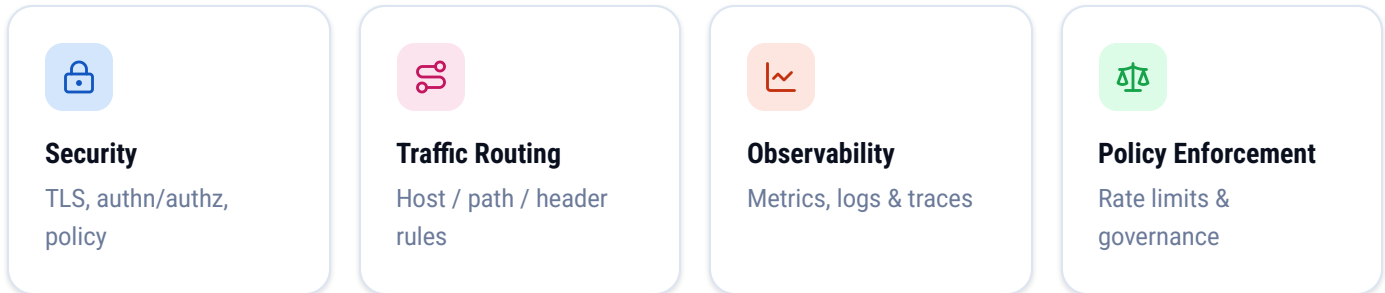 Security
TLS, authn/authz,
policy
Traffic Routing
Host / path / header
rules
Observability
Metrics, logs & traces
Policy Enforcement
Rate limits &
governance